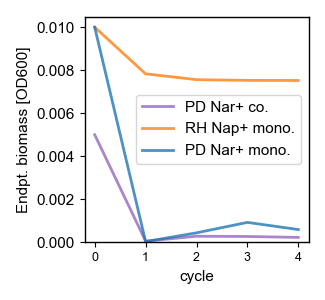 Endpt. biomass [OD600]
0.010
0.008
0.006
0.004
0.002
0.000
PD Nar+ co.
RH Nap+ mono.
PD Nar+ mono.
0 1 2 3 4
cycle